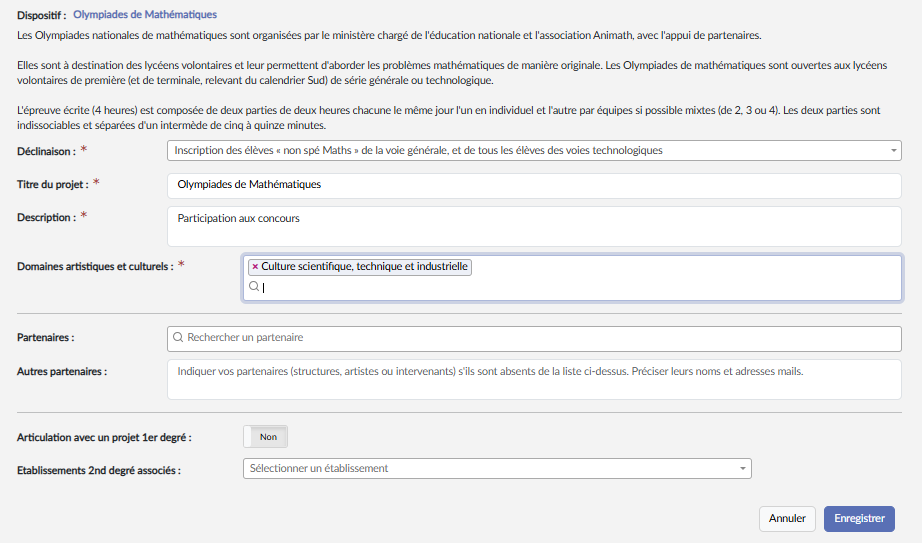 Dispositif : Olympiades de Mathématiques
Les Olympiades nationales de mathématiques sont organisées par le ministère chargé de l'éducation nationale et l'association Animath, avec l'appui de partenaires.
Elles sont à destination des lycéens volontaires et leur permettent d'aborder les problèmes mathématiques de manière originale. Les Olympiades de mathématiques sont ouvertes aux lycéens
volontaires de première (et de terminale, relevant du calendrier Sud) de série générale ou technologique.
L'épreuve écrite (4 heures) est composée de deux parties de deux heures chacune le même jour l'un en individuel et l'autre par équipes si possible mixtes (de 2, 3 ou 4). Les deux parties sont
indissociables et séparées d'un intermède de cinq à quinze minutes.
Déclinaison : * Inscription des élèves « non spé Maths » de la voie générale, et de tous les élèves des voies technologiques
Titre du projet : * Olympiades de Mathématiques
Description : * Participation aux concours
Domaines artistiques et culturels : * × Culture scientifique, technique et industrielle
Partenaires : Rechercher un partenaire
Autres partenaires : Indiquer vos partenaires (structures, artistes ou intervenants) s'ils sont absents de la liste ci-dessus. Préciser leurs noms et adresses mails.
Articulation avec un projet 1er degré : Non
Etablissements 2nd degré associés : Sélectionner un établissement
Annuler Enregistrer